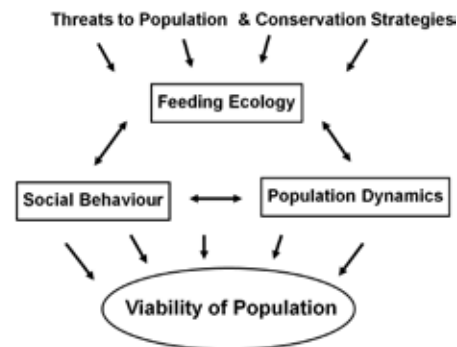 Threats to Population & Conservation Strategies
Feeding Ecology
Social Behaviour
Population Dynamics
Viability of Population